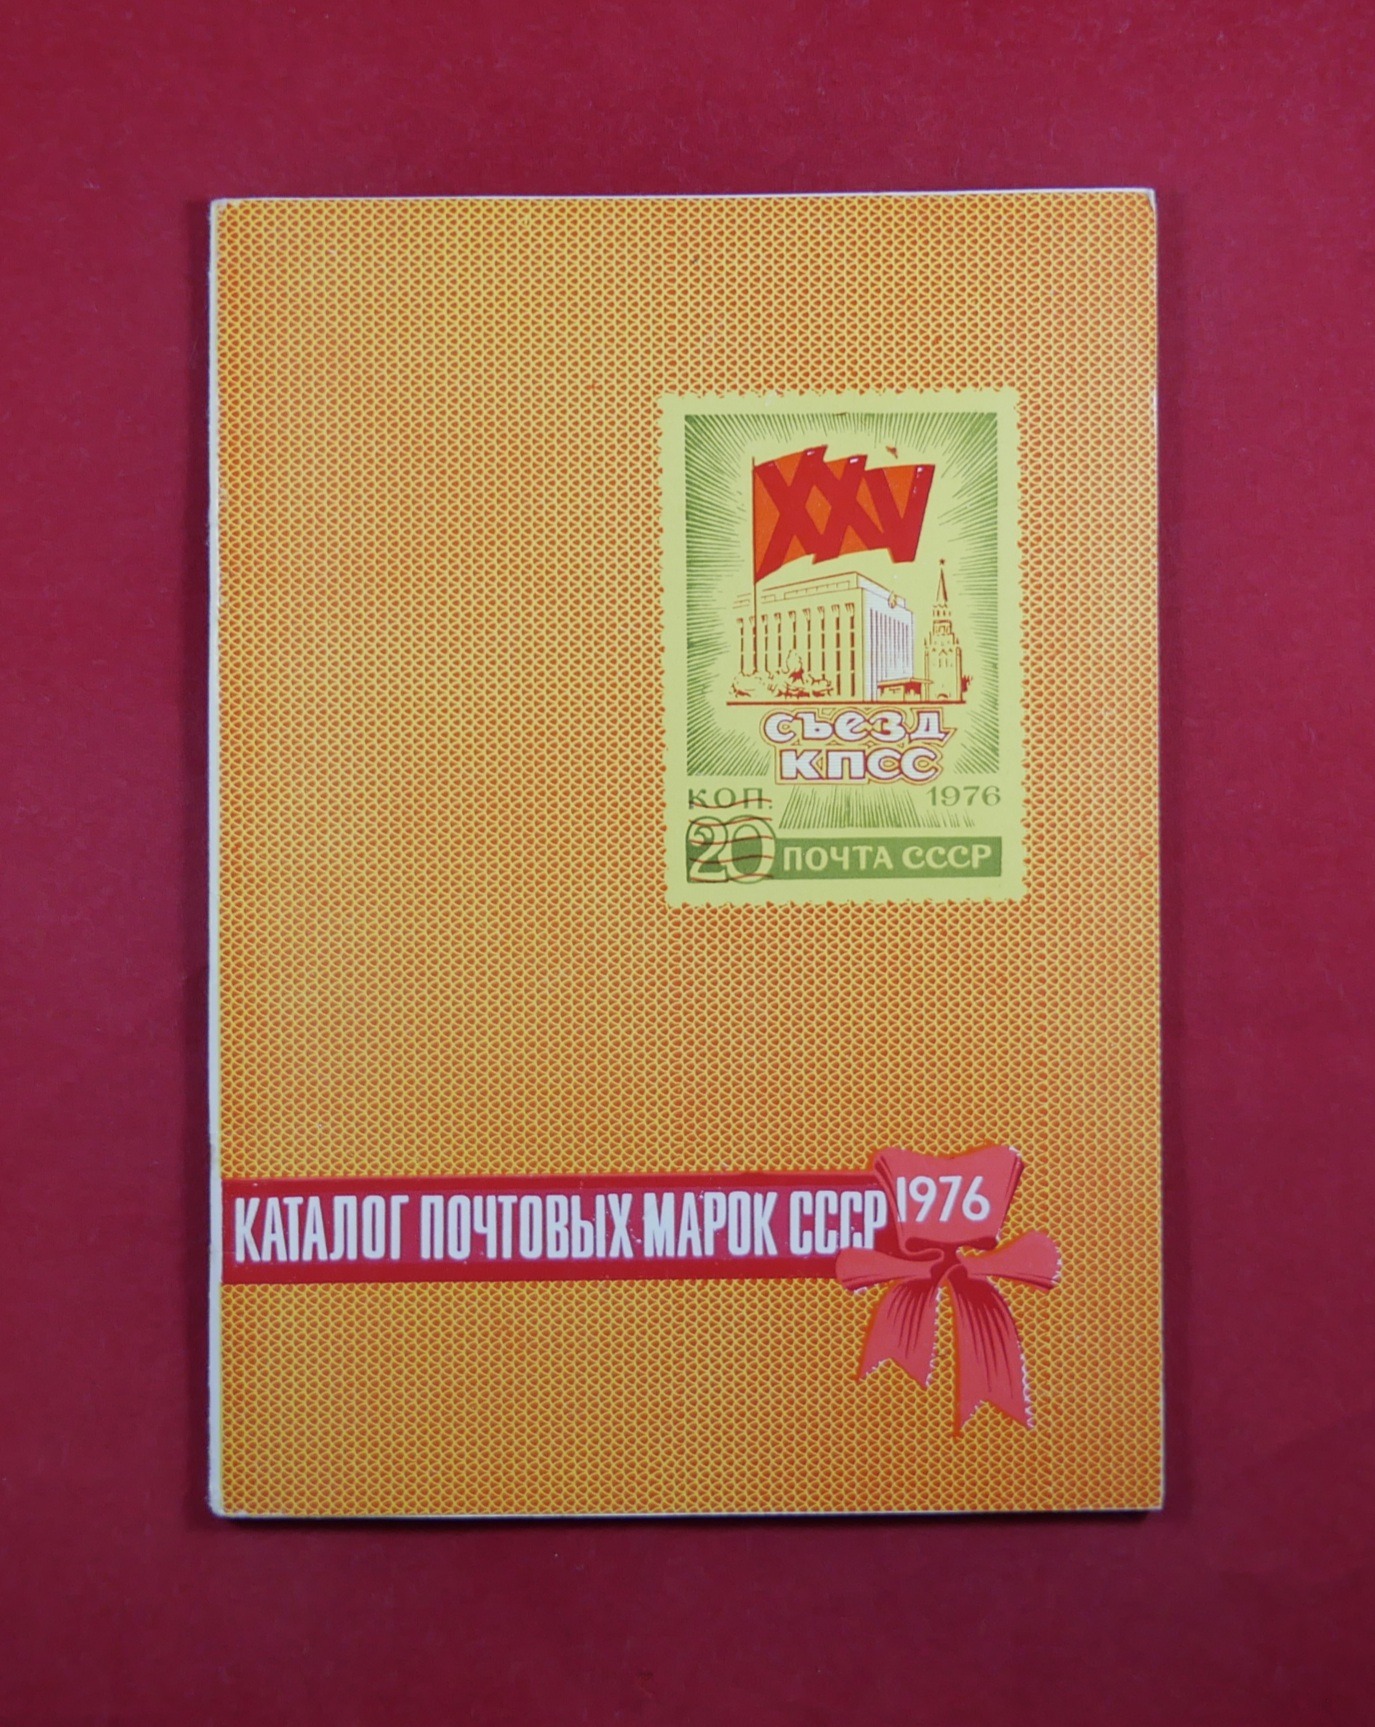 XXV
съезд
кпсс
КОП. 1976
20 ПОЧТА СССР
КАТАЛОГ ПОЧТОВЫХ МАРОК СССР 1976